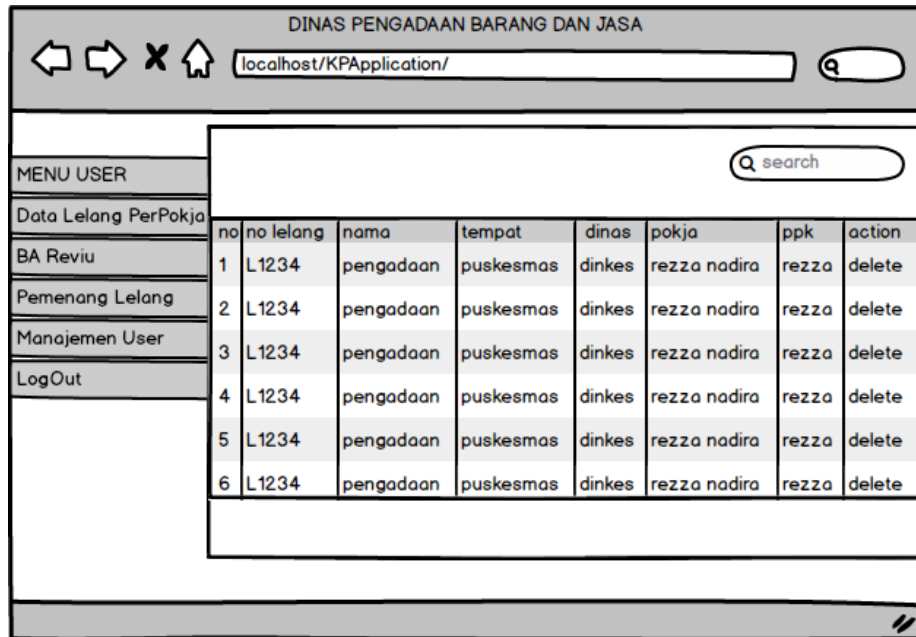 DINAS PENGADAAN BARANG DAN JASA
localhost/KPApplication/
search
MENU USER
Data Lelang PerPokja
BA Reviu
Pemenang Lelang
Manajemen User
LogOut
no no lelang nama tempat dinas pokja ppk action
1 L1234 pengadaan puskesmas dinkes rezza nadira rezza delete
2 L1234 pengadaan puskesmas dinkes rezza nadira rezza delete
3 L1234 pengadaan puskesmas dinkes rezza nadira rezza delete
4 L1234 pengadaan puskesmas dinkes rezza nadira rezza delete
5 L1234 pengadaan puskesmas dinkes rezza nadira rezza delete
6 L1234 pengadaan puskesmas dinkes rezza nadira rezza delete